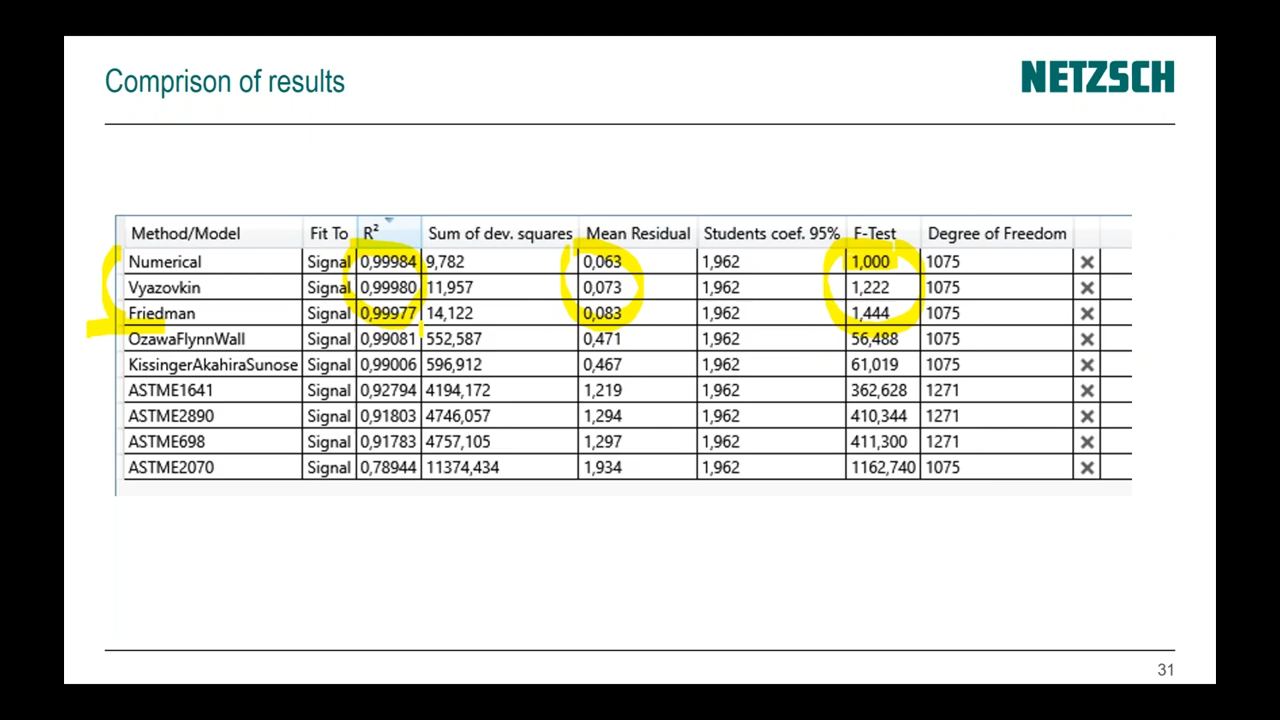 Comprison of results
NETZSCH
Method/Model Fit To R² Sum of dev. squares Mean Residual Students coef. 95% F-Test Degree of Freedom
Numerical Signal 0,99984 9,782 0,063 1,962 1,000 1075
Vyazovkin Signal 0,99980 11,957 0,073 1,962 1,222 1075
Friedman Signal 0,99977 14,122 0,083 1,962 1,444 1075
OzawaFlynnWall Signal 0,99081 552,587 0,471 1,962 56,488 1075
KissingerAkahiraSunose Signal 0,99006 596,912 0,467 1,962 61,019 1075
ASTME1641 Signal 0,92794 4194,172 1,219 1,962 362,628 1271
ASTME2890 Signal 0,91803 4746,057 1,294 1,962 410,344 1271
ASTME698 Signal 0,91783 4757,105 1,297 1,962 411,300 1271
ASTME2070 Signal 0,78944 11374,434 1,934 1,962 1162,740 1075
31